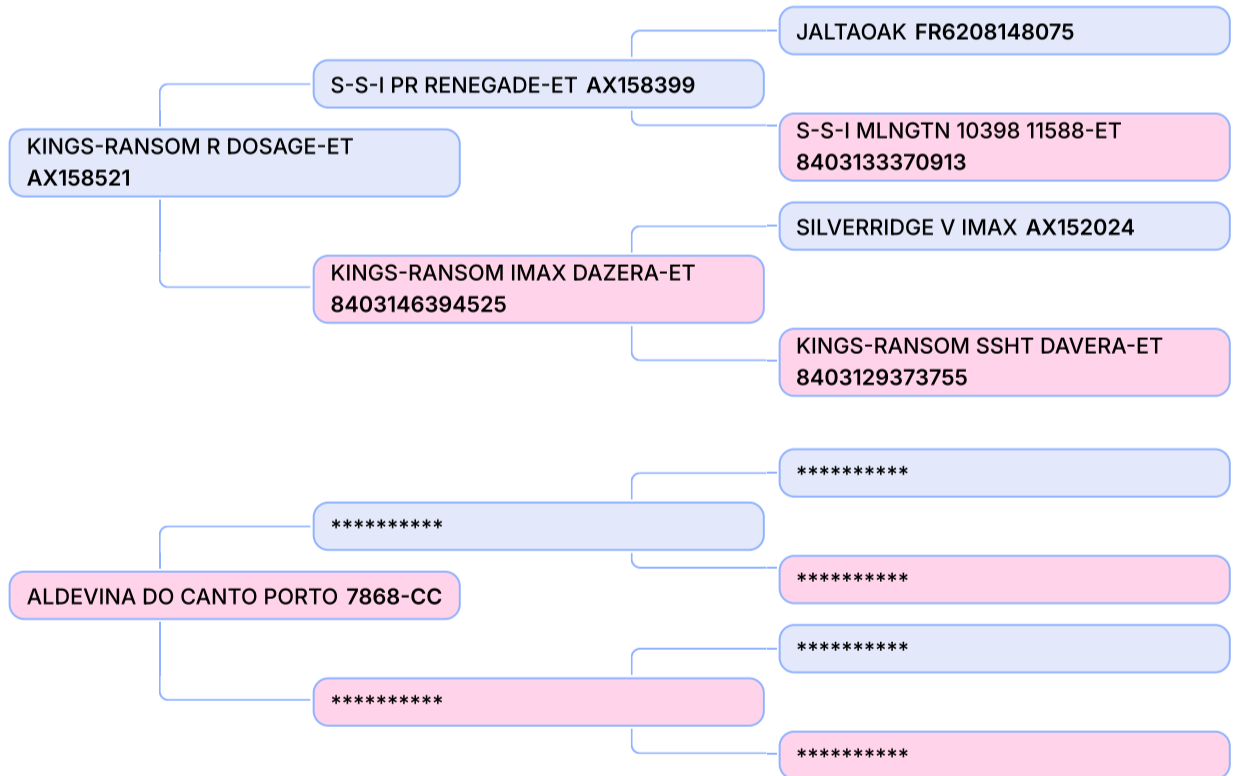 JALTAOAK FR6208148075
S-S-I PR RENEGADE-ET AX158399
S-S-I MLNGTN 10398 11588-ET
8403133370913
KINGS-RANSOM R DOSAGE-ET
AX158521
SILVERRIDGE V IMAX AX152024
KINGS-RANSOM IMAX DAZERA-ET
8403146394525
KINGS-RANSOM SSHT DAVERA-ET
8403129373755
**********
**********
**********
ALDEVINA DO CANTO PORTO 7868-CC
**********
**********
**********